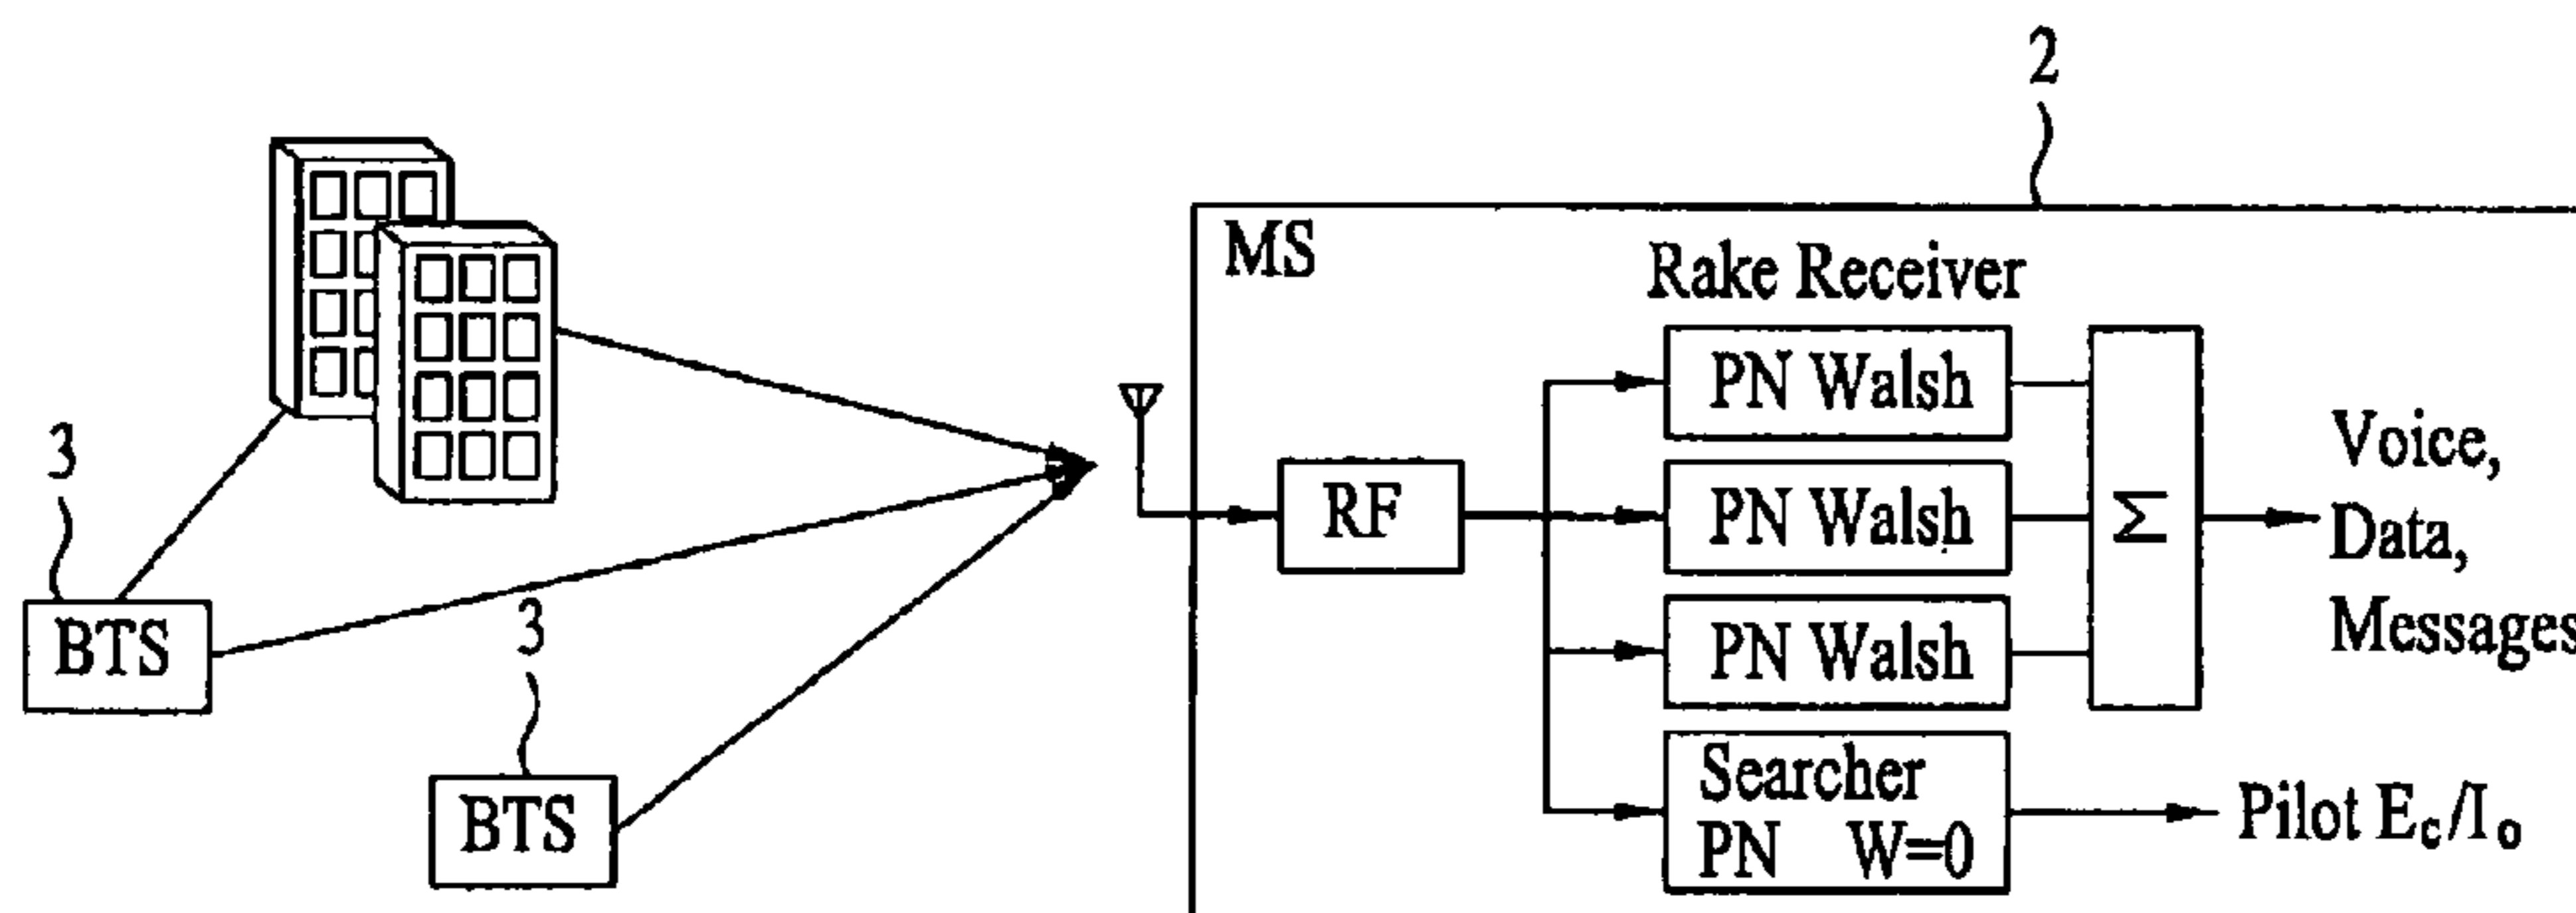 2
MS
Rake Receiver
PN Walsh
3
RF
PN Walsh
Σ
Voice,
Data,
Messages
BTS
3
PN Walsh
BTS
Searcher
PN W=0
Pilot Ec/Io